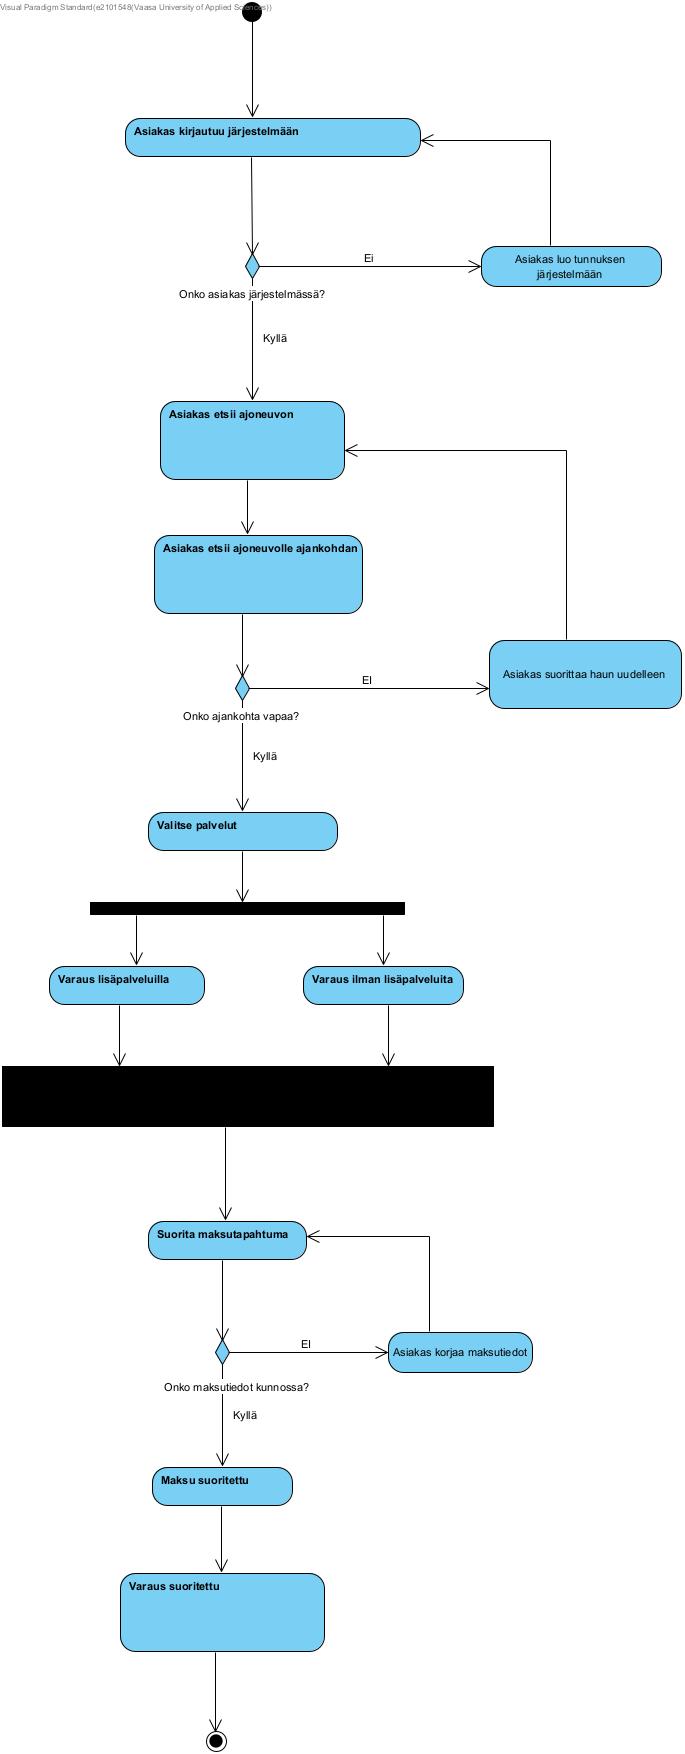 Visual Paradigm Standard(e2101548(Vaasa University of Applied Sciences))
Asiakas kirjautuu järjestelmään
Ei
Asiakas luo tunnuksen
järjestelmään
Onko asiakas järjestelmässä?
Kyllä
Asiakas etsii ajoneuvon
Asiakas etsii ajoneuvolle ajankohdan
Asiakas suorittaa haun uudelleen
EI
Onko ajankohta vapaa?
Kyllä
Valitse palvelut
Varaus lisäpalveluilla
Varaus ilman lisäpalveluita
Suorita maksutapahtuma
EI
Asiakas korjaa maksutiedot
Onko maksutiedot kunnossa?
Kyllä
Maksu suoritettu
Varaus suoritettu